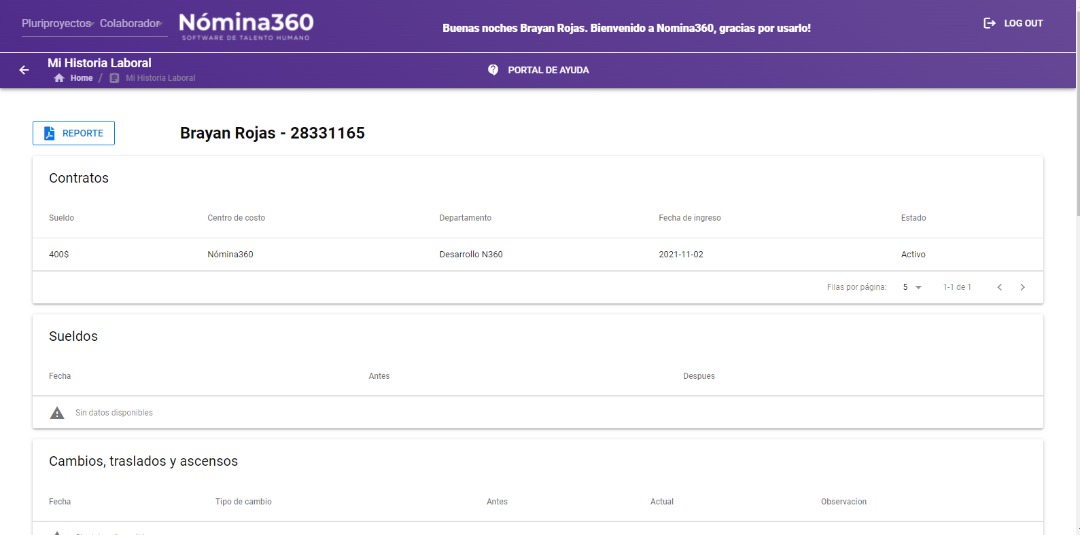 Pluriproyectos Colaborador Nómina360
SOFTWARE DE TALENTO HUMANO
Buenas noches Brayan Rojas. Bienvenido a Nomina360, gracias por usarlo!
LOG OUT
Mi Historia Laboral
Home / Mi Historia Laboral
PORTAL DE AYUDA
REPORTE
Brayan Rojas - 28331165
Contratos
Sueldo Centro de costo Departamento Fecha de ingreso Estado
400$ Nómina360 Desarrollo N360 2021-11-02 Activo
Filas por página: 5 1-1 de 1
Sueldos
Fecha Antes Despues
Sin datos disponibles
Cambios, traslados y ascensos
Fecha Tipo de cambio Antes Actual Observacion